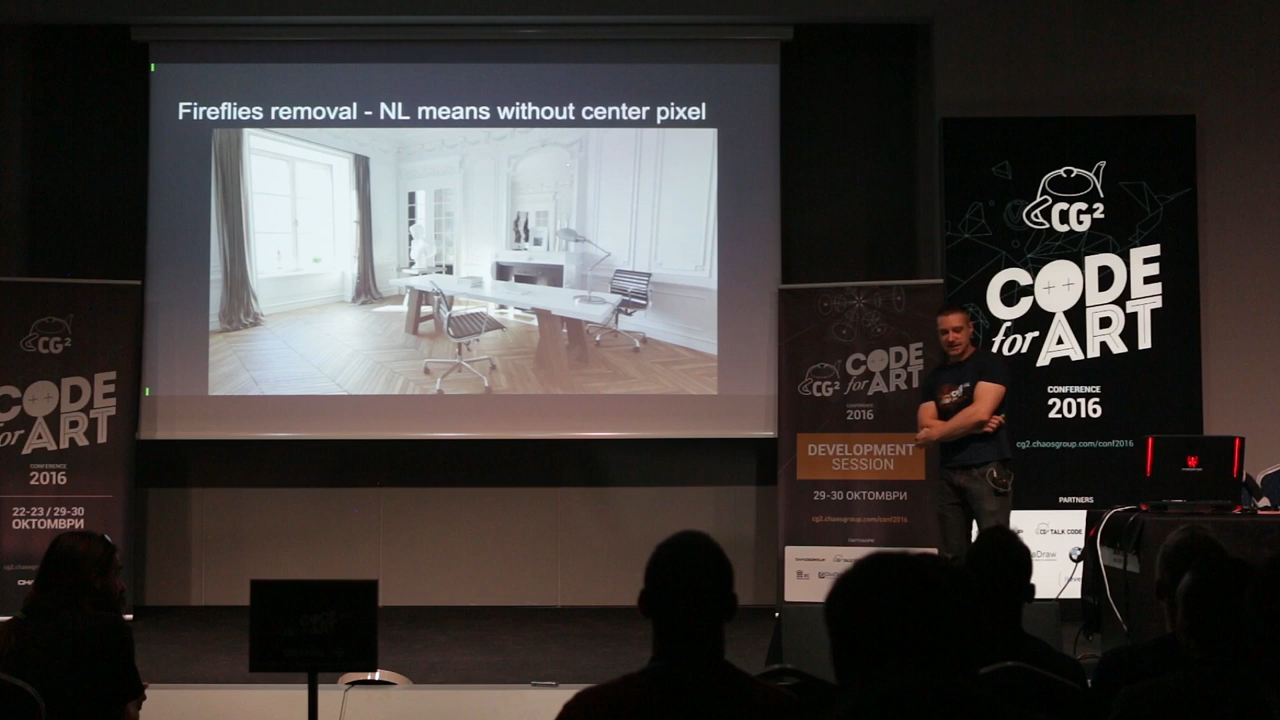 Fireflies removal - NL means without center pixel
CG²
CODE
for ART
CONFERENCE
2016
22-23 / 29-30
ОКТОМВРИ
CG²
CODE
for ART
2016
DEVELOPMENT
SESSION
29-30 ОКТОМВРИ
cg2.chaosgroup.com/conf2016
CG²
CODE
for ART
CONFERENCE
2016
cg2.chaosgroup.com/conf2016
PARTNERS
TALK CODE